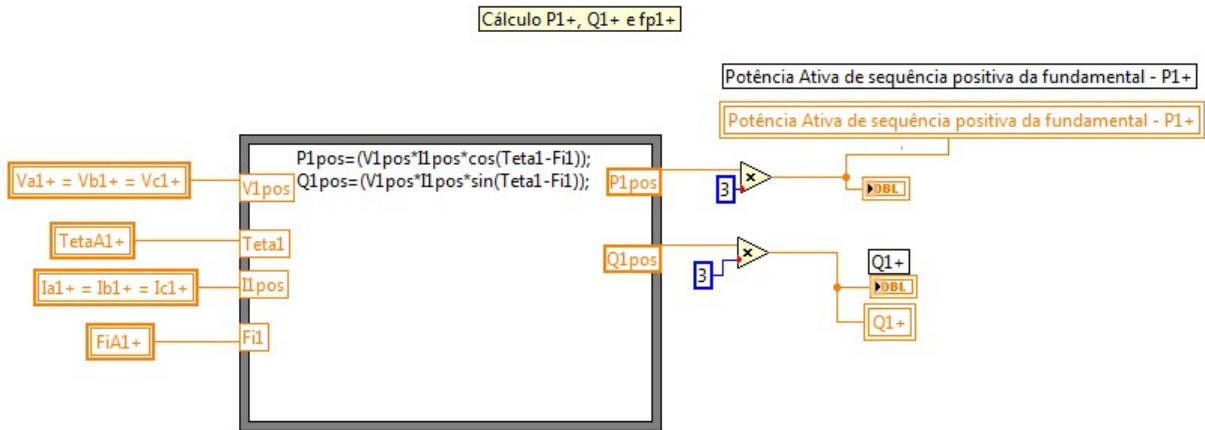 Cálculo P1+, Q1+ e fp1+
Potência Ativa de sequência positiva da fundamental - P1+
Potência Ativa de sequência positiva da fundamental - P1+
P1pos=(V1pos*I1pos*cos(Teta1-Fi1));
Q1pos=(V1pos*I1pos*sin(Teta1-Fi1));
Va1+ = Vb1+ = Vc1+
V1pos
P1pos
3
×
DBL
TetaA1+
Teta1
Q1pos
3
×
Q1+
DBL
Q1+
Ia1+ = Ib1+ = Ic1+
I1pos
FiA1+
Fi1